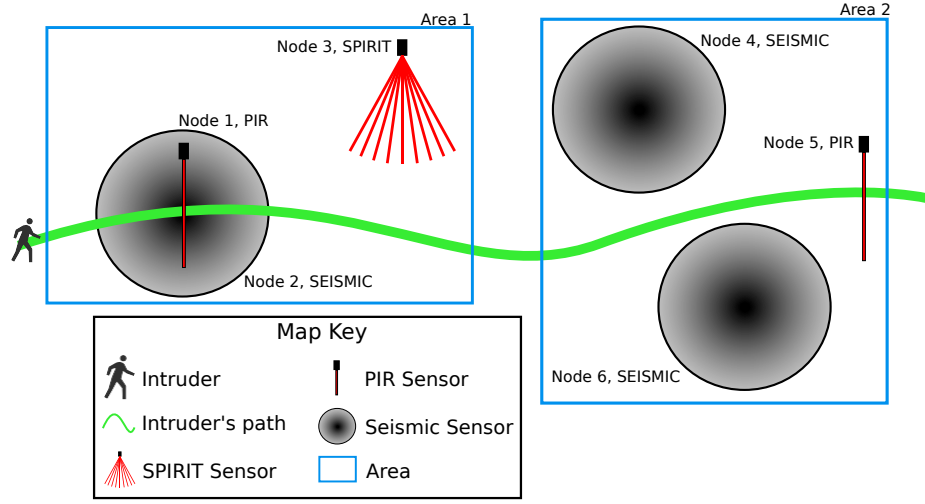 Area 1
Area 2
Node 3, SPIRIT
Node 4, SEISMIC
Node 1, PIR
Node 5, PIR
Node 2, SEISMIC
Node 6, SEISMIC
Map Key
Intruder
PIR Sensor
Intruder's path
Seismic Sensor
SPIRIT Sensor
Area